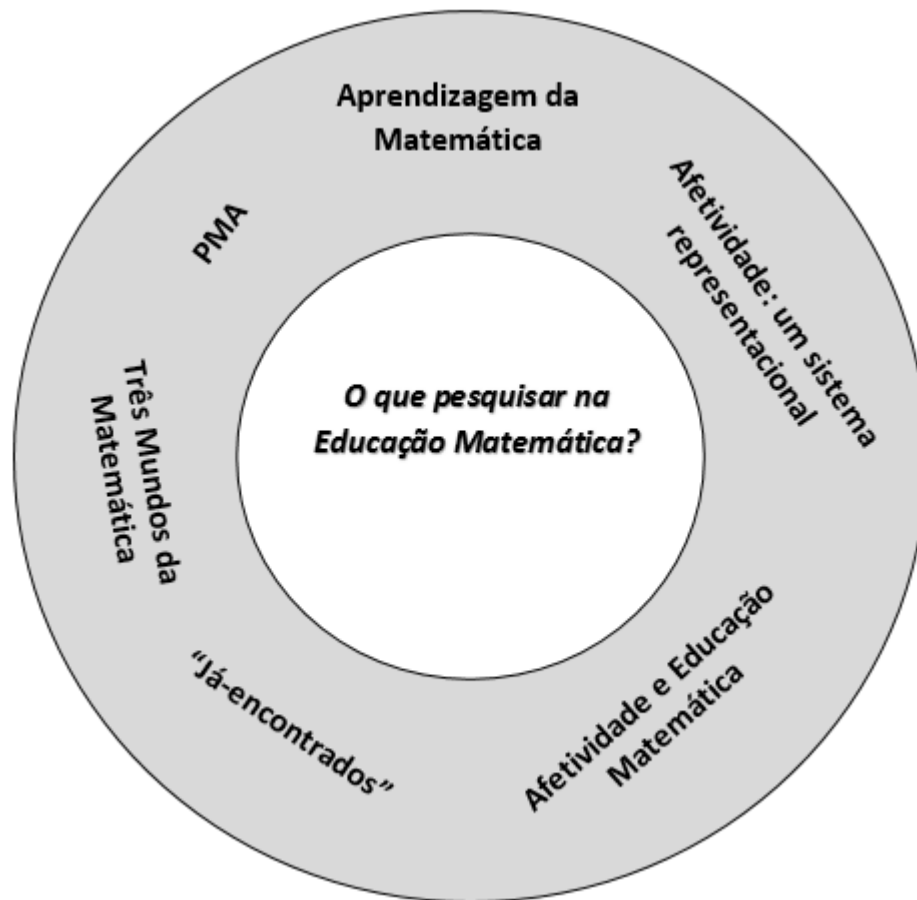 Aprendizagem da
Matemática
Afetividade: um sistema
representacional
Afetividade e Educação
Matemática
“Já-encontrados”
Três Mundos da
Matemática
PMA
O que pesquisar na
Educação Matemática?